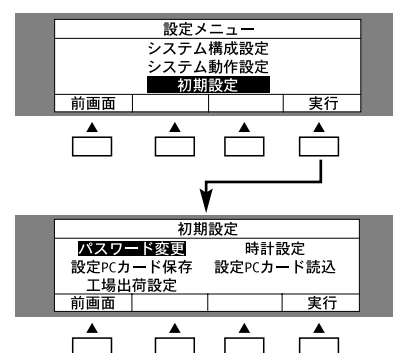 設定メニュー
システム構成設定
システム動作設定
初期設定
前画面 実行
初期設定
パスワード変更 時計設定
設定PCカード保存 設定PCカード読込
工場出荷設定
前画面 実行